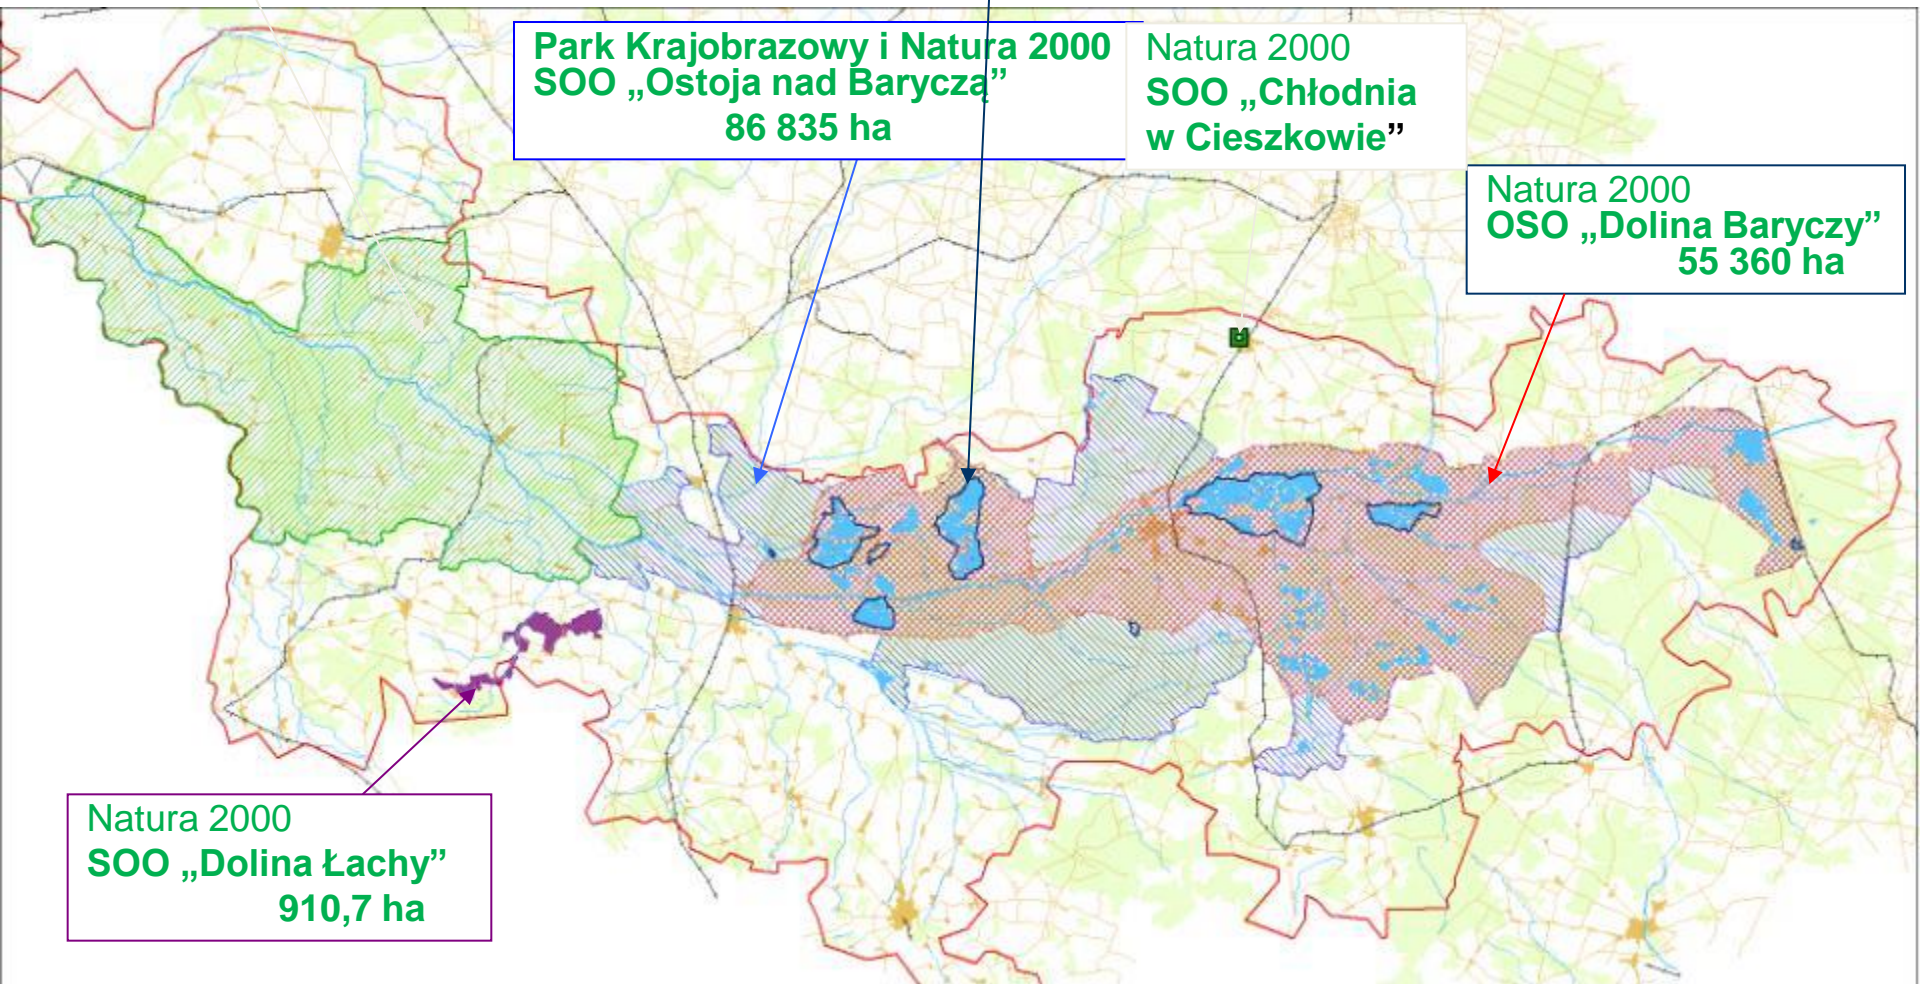 Park Krajobrazowy i Natura 2000
SOO „Ostoja nad Baryczą”
86 835 ha
Natura 2000
SOO „Chłodnia
w Cieszkowie”
Natura 2000
OSO „Dolina Baryczy”
55 360 ha
Natura 2000
SOO „Dolina Łachy”
910,7 ha